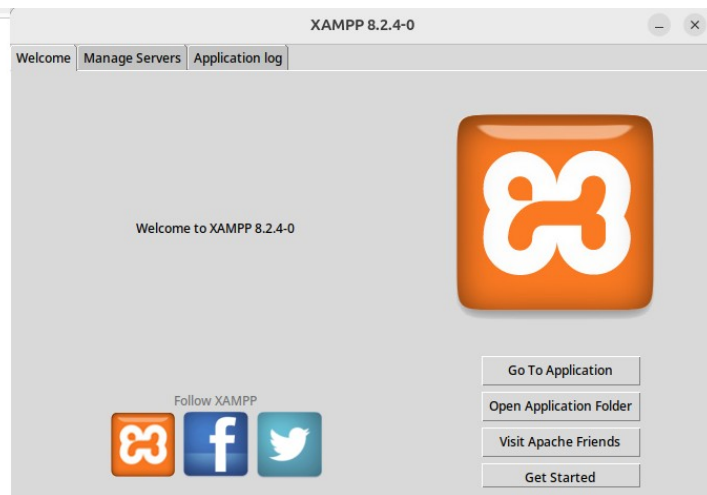 XAMPP 8.2.4-0
Welcome Manage Servers Application log
Welcome to XAMPP 8.2.4-0
Go To Application
Follow XAMPP
Open Application Folder
Visit Apache Friends
Get Started